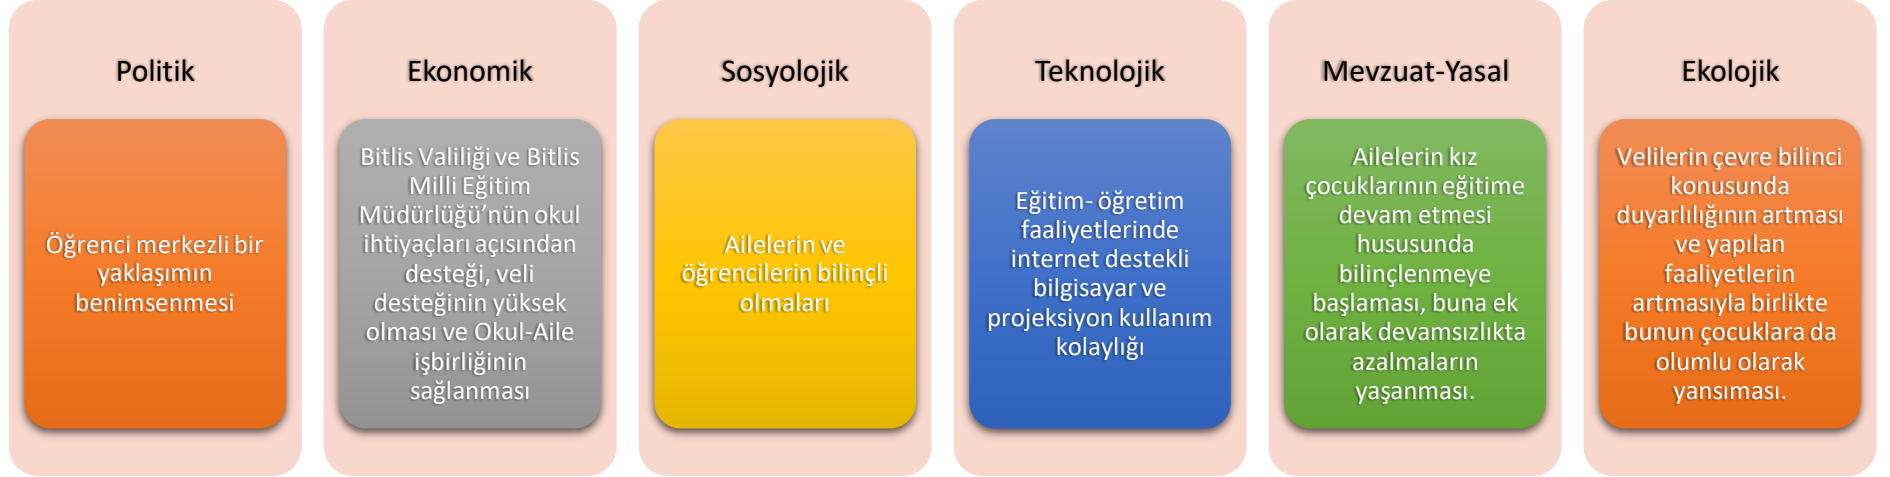 Politik
Öğrenci merkezli bir
yaklaşımın
benimsenmesi
Ekonomik
Bitlis Valiliği ve Bitlis
Milli Eğitim
Müdürlüğü’nün okul
ihtiyaçları açısından
desteği, veli
desteğinin yüksek
olması ve Okul-Aile
işbirliğinin
sağlanması
Sosyolojik
Ailelerin ve
öğrencilerin bilinçli
olmaları
Teknolojik
Eğitim- öğretim
faaliyetlerinde
internet destekli
bilgisayar ve
projeksiyon kullanım
kolaylığı
Mevzuat-Yasal
Ailelerin kız
çocuklarının eğitime
devam etmesi
hususunda
bilinçlenmeye
başlaması, buna ek
olarak devamsızlıkta
azalmaların
yaşanması.
Ekolojik
Velilerin çevre bilinci
konusunda
duyarlılığının artması
ve yapılan
faaliyetlerin
artmasıyla birlikte
bunun çocuklara da
olumlu olarak
yansıması.